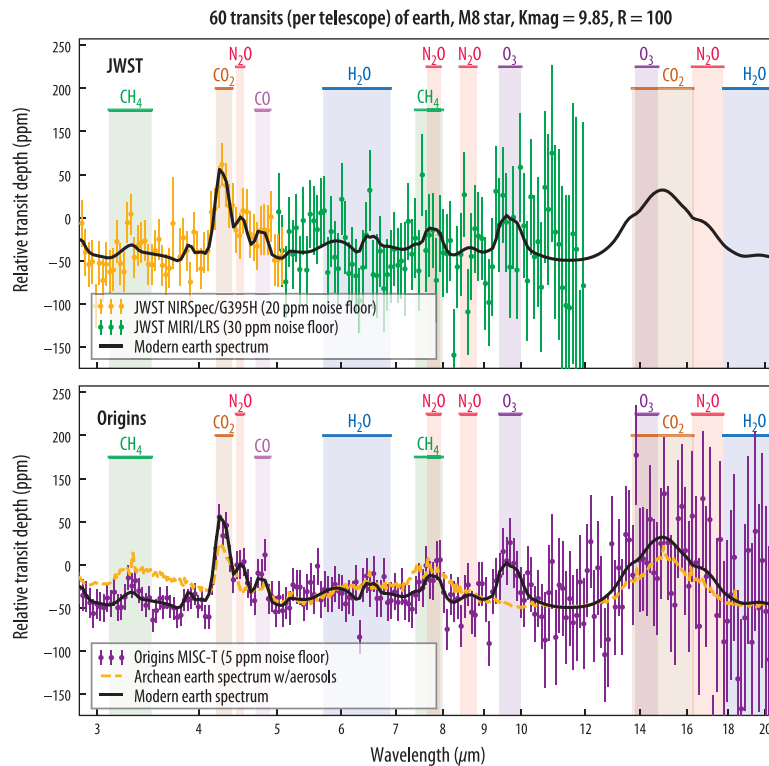 60 transits (per telescope) of earth, M8 star, Kmag = 9.85, R = 100
JWST
N₂O
CO₂
CH₄
CO
H₂O
CH₄
N₂O
N₂O
O₃
O₃
CO₂
N₂O
H₂O
250
200
150
100
50
0
−50
−100
−150
Relative transit depth (ppm)
JWST NIRSpec/G395H (20 ppm noise floor)
JWST MIRI/LRS (30 ppm noise floor)
Modern earth spectrum
Origins
N₂O
CO₂
CH₄
CO
H₂O
CH₄
N₂O
N₂O
O₃
O₃
CO₂
N₂O
H₂O
250
200
150
100
50
0
−50
−100
−150
Relative transit depth (ppm)
Origins MISC-T (5 ppm noise floor)
Archean earth spectrum w/aerosols
Modern earth spectrum
3 4 5 6 7 8 9 10 12 14 16 18 20
Wavelength (μm)